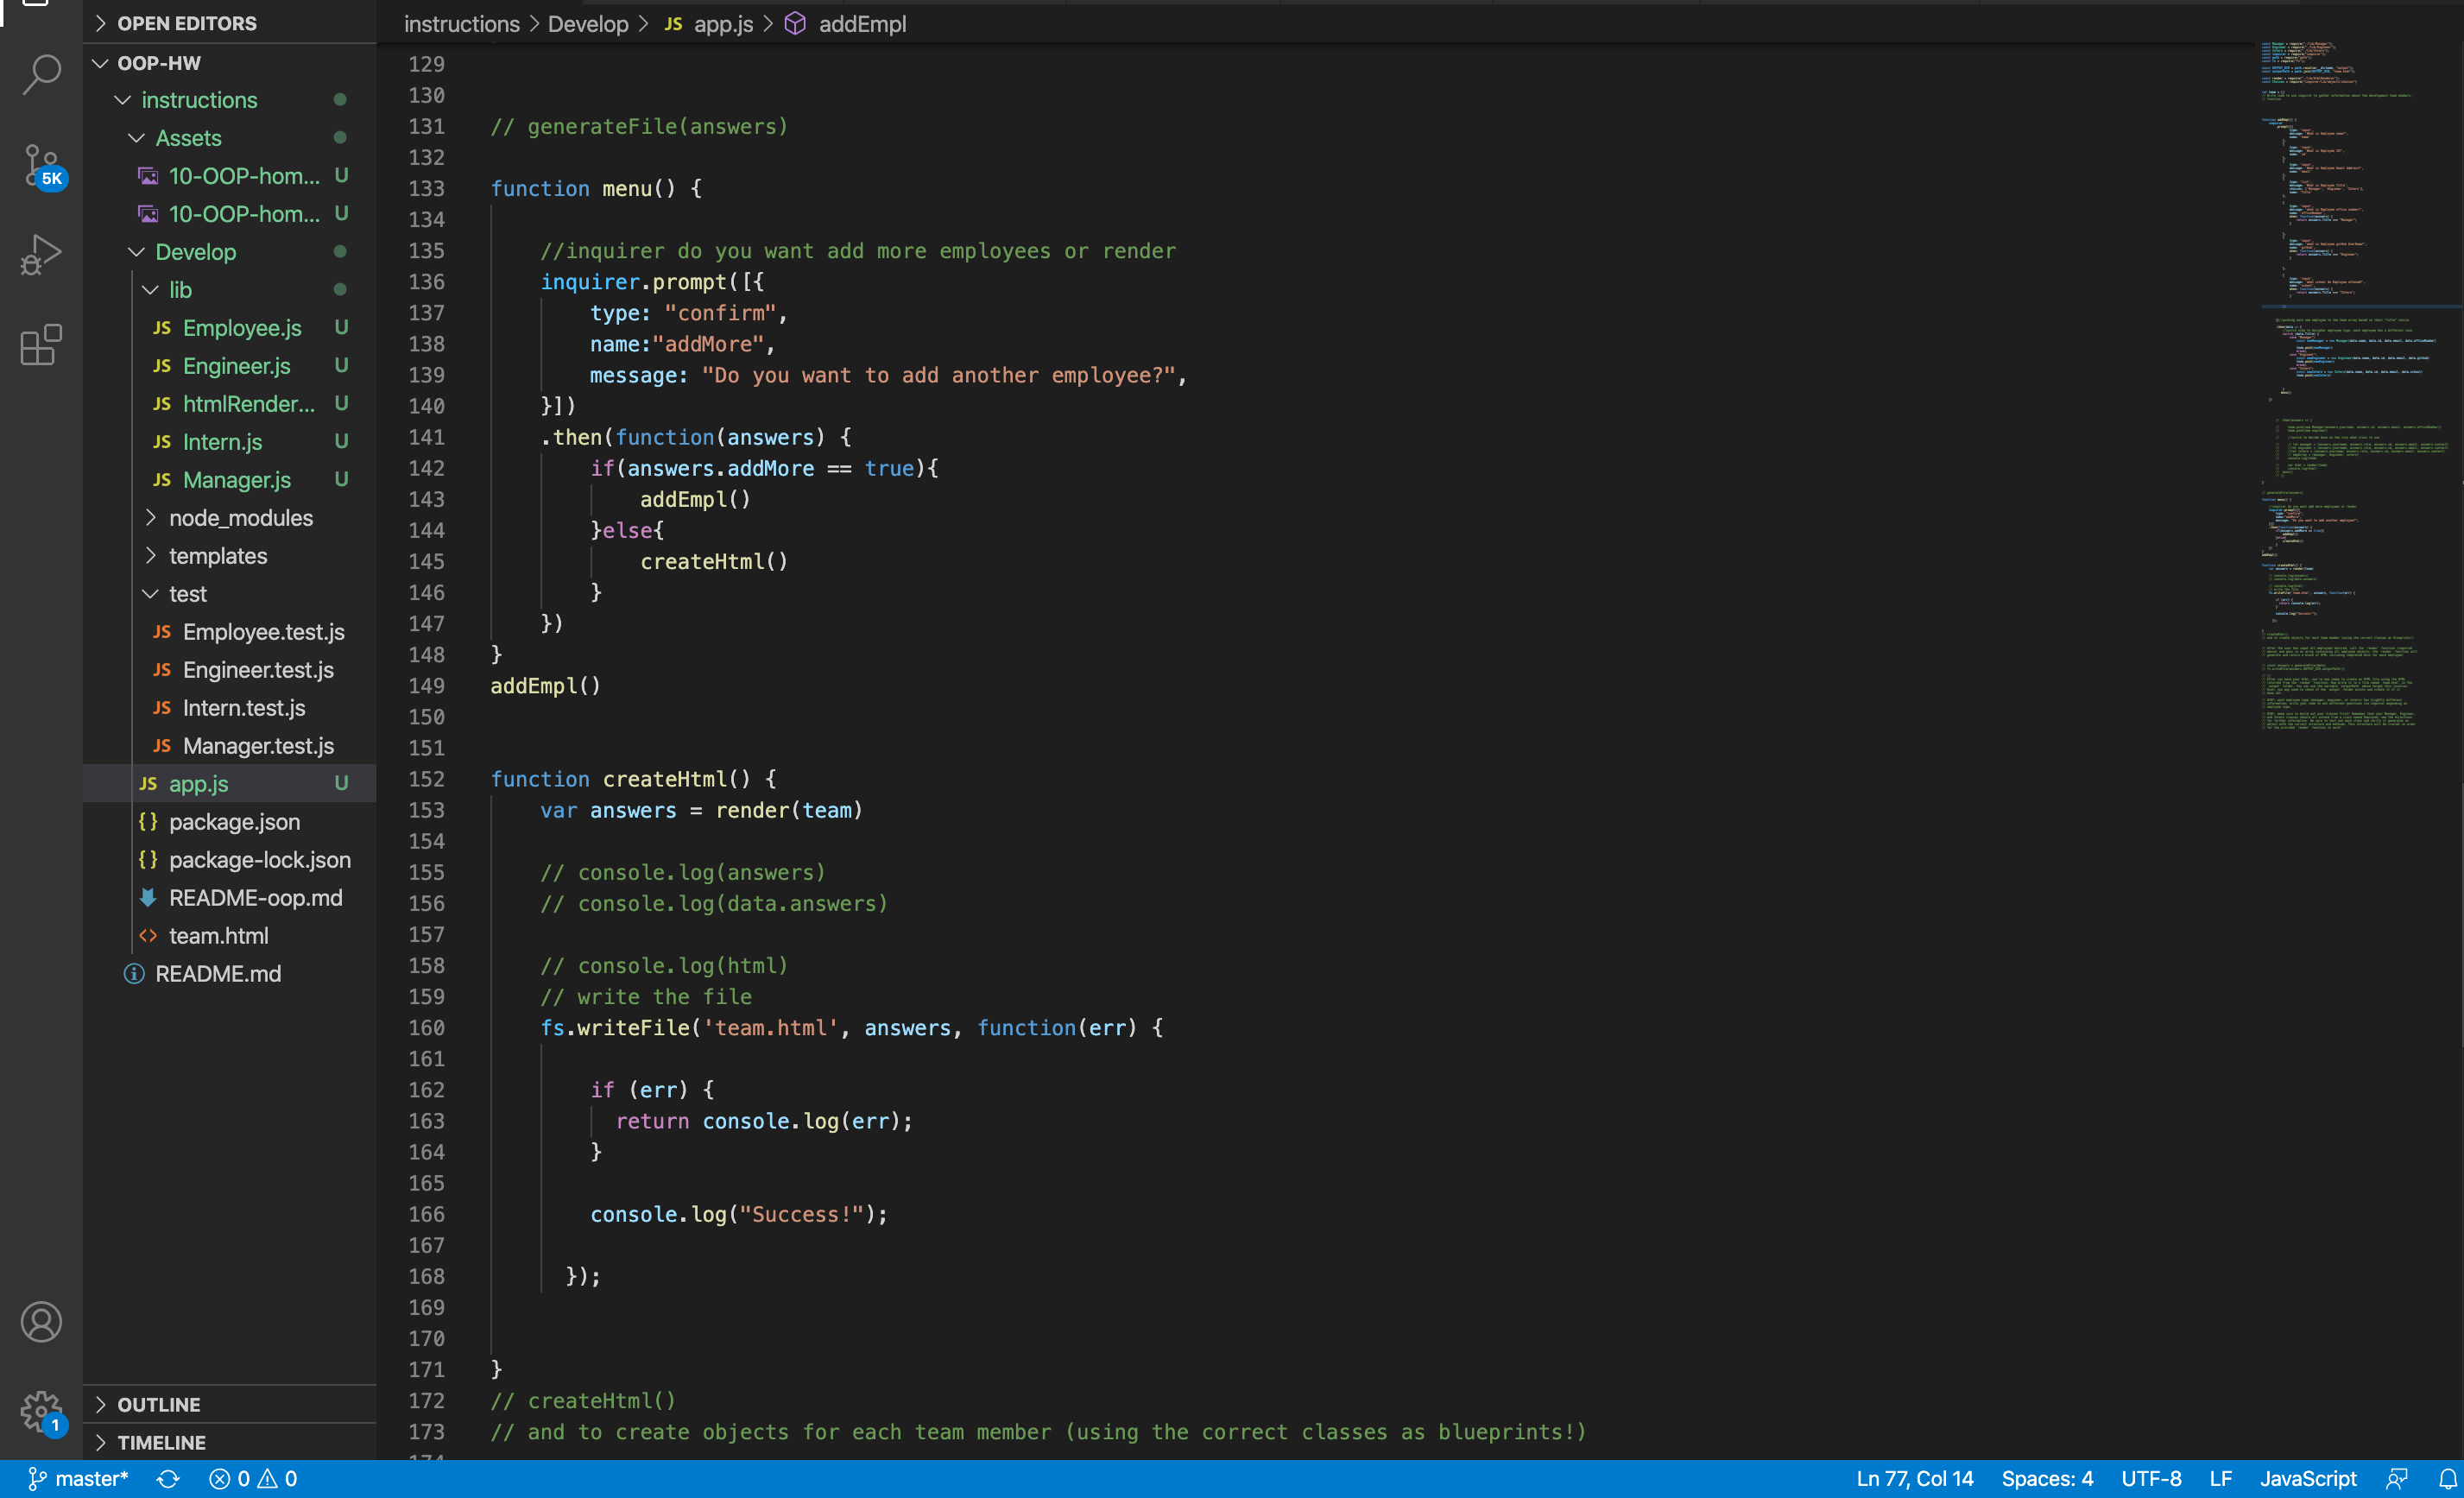 OPEN EDITORS
OOP-HW
instructions
Assets
10-OOP-hom... U
10-OOP-hom... U
Develop
lib
JS Employee.js U
JS Engineer.js U
JS htmlRender... U
JS Intern.js U
JS Manager.js U
node_modules
templates
test
JS Employee.test.js
JS Engineer.test.js
JS Intern.test.js
JS Manager.test.js
JS app.js U
{} package.json
{} package-lock.json
README-oop.md
<> team.html
README.md
OUTLINE
TIMELINE
5K
1
instructions > Develop > JS app.js > addEmpl
129
130
131 // generateFile(answers)
132
133 function menu() {
134
135 //inquirer do you want add more employees or render
136 inquirer.prompt([{
137 type: "confirm",
138 name:"addMore",
139 message: "Do you want to add another employee?",
140 }])
141 .then(function(answers) {
142 if(answers.addMore == true){
143 addEmpl()
144 }else{
145 createHtml()
146 }
147 })
148 }
149 addEmpl()
150
151
152 function createHtml() {
153 var answers = render(team)
154
155 // console.log(answers)
156 // console.log(data.answers)
157
158 // console.log(html)
159 // write the file
160 fs.writeFile('team.html', answers, function(err) {
161
162 if (err) {
163 return console.log(err);
164 }
165
166 console.log("Success!");
167
168 });
169
170
171 }
172 // createHtml()
173 // and to create objects for each team member (using the correct classes as blueprints!)
master* 0 0 Ln 77, Col 14 Spaces: 4 UTF-8 LF JavaScript